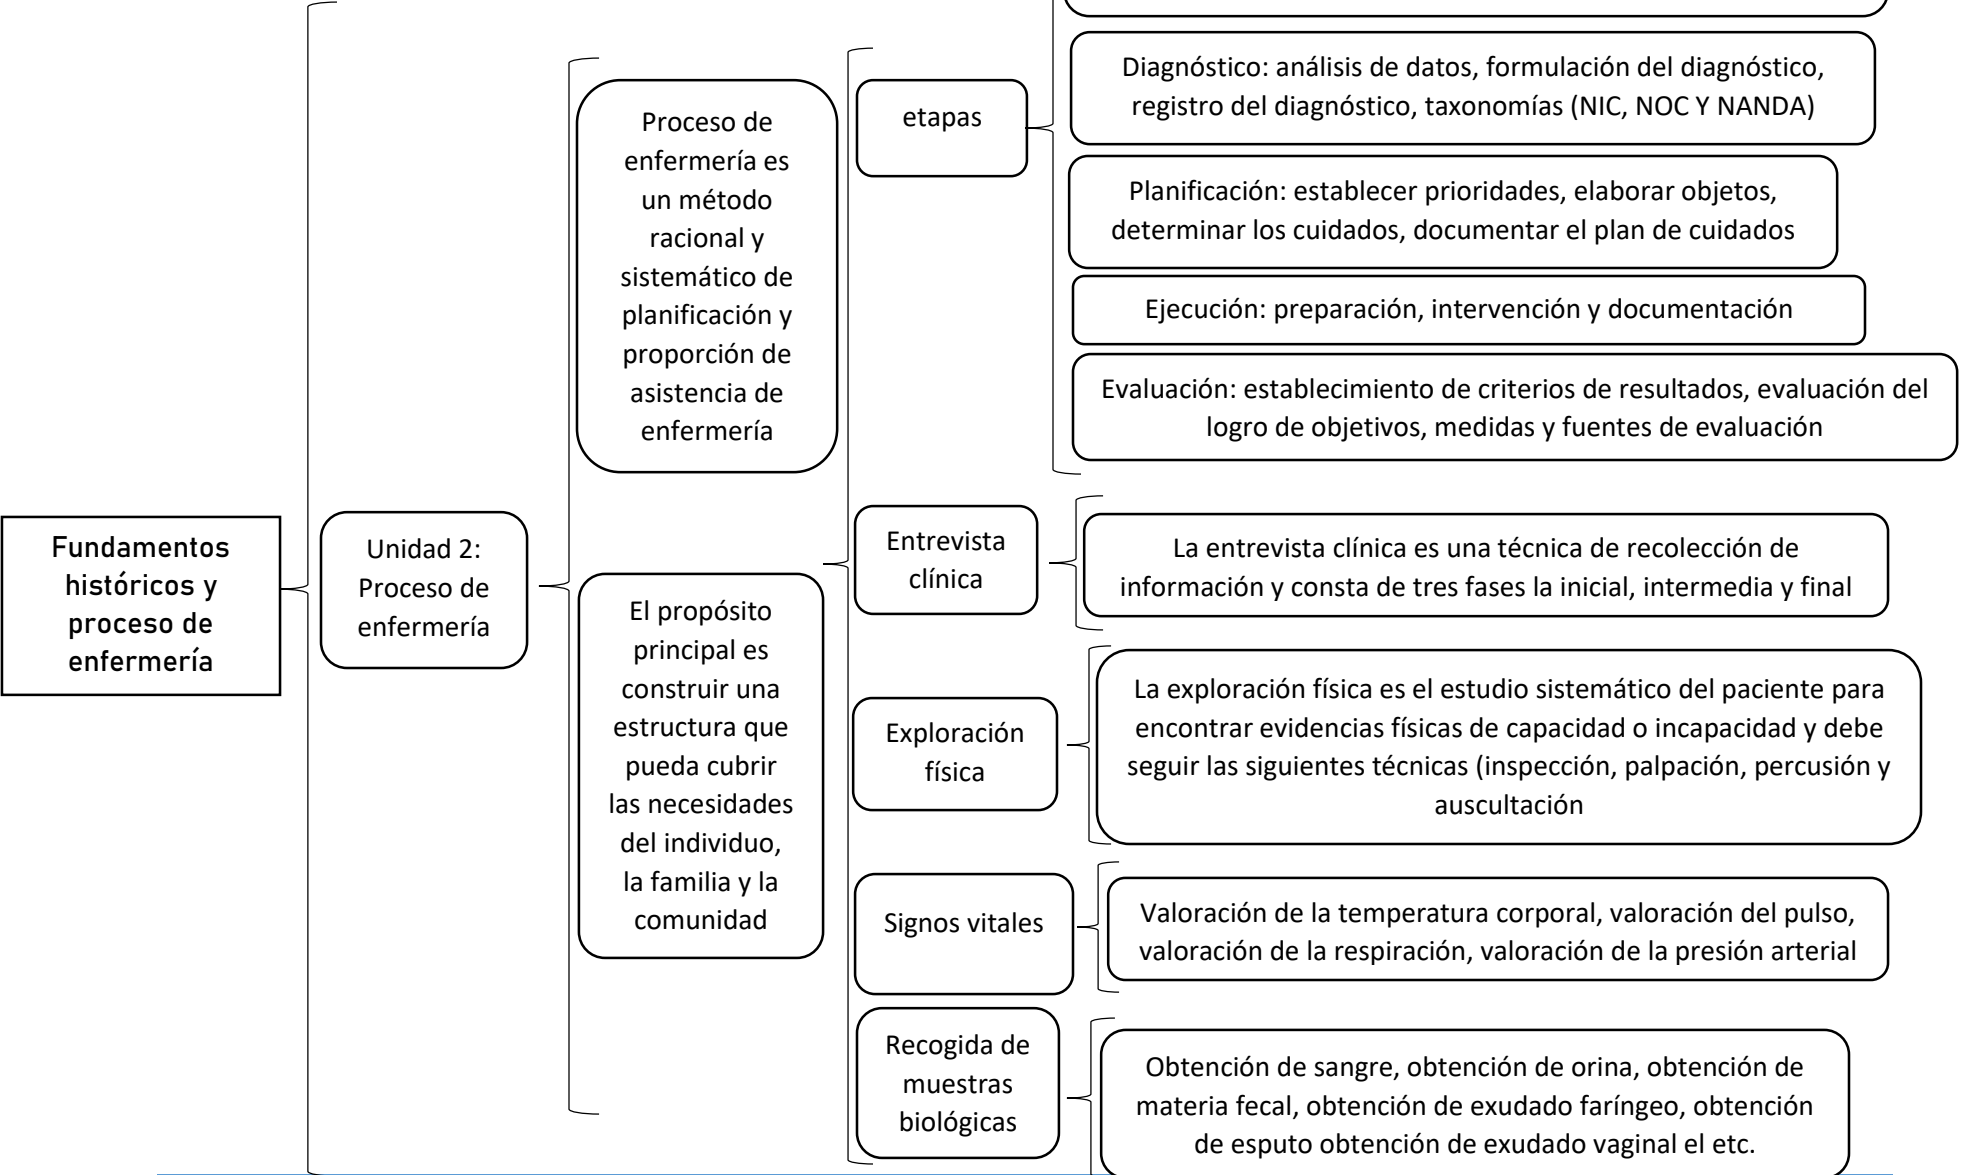 Fundamentos
históricos y
proceso de
enfermería
Unidad 2:
Proceso de
enfermería
Proceso de
enfermería es
un método
racional y
sistemático de
planificación y
proporción de
asistencia de
enfermería
El propósito
principal es
construir una
estructura que
pueda cubrir
las necesidades
del individuo,
la familia y la
comunidad
etapas
Diagnóstico: análisis de datos, formulación del diagnóstico,
registro del diagnóstico, taxonomías (NIC, NOC Y NANDA)
Planificación: establecer prioridades, elaborar objetos,
determinar los cuidados, documentar el plan de cuidados
Ejecución: preparación, intervención y documentación
Evaluación: establecimiento de criterios de resultados, evaluación del
logro de objetivos, medidas y fuentes de evaluación
Entrevista
clínica
La entrevista clínica es una técnica de recolección de
información y consta de tres fases la inicial, intermedia y final
Exploración
física
La exploración física es el estudio sistemático del paciente para
encontrar evidencias físicas de capacidad o incapacidad y debe
seguir las siguientes técnicas (inspección, palpación, percusión y
auscultación
Signos vitales
Valoración de la temperatura corporal, valoración del pulso,
valoración de la respiración, valoración de la presión arterial
Recogida de
muestras
biológicas
Obtención de sangre, obtención de orina, obtención de
materia fecal, obtención de exudado faríngeo, obtención
de esputo obtención de exudado vaginal el etc.